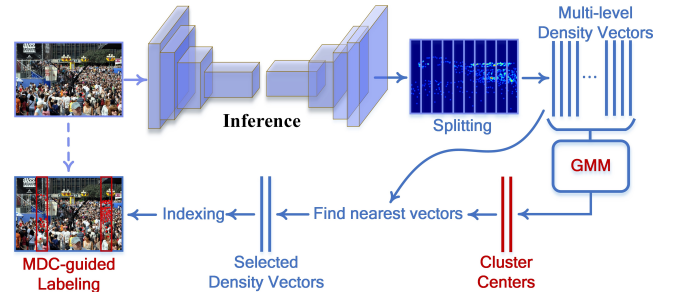 Multi-level
Density Vectors
...
Inference
Splitting
GMM
Indexing
Find nearest vectors
MDC-guided
Labeling
Selected
Density Vectors
Cluster
Centers